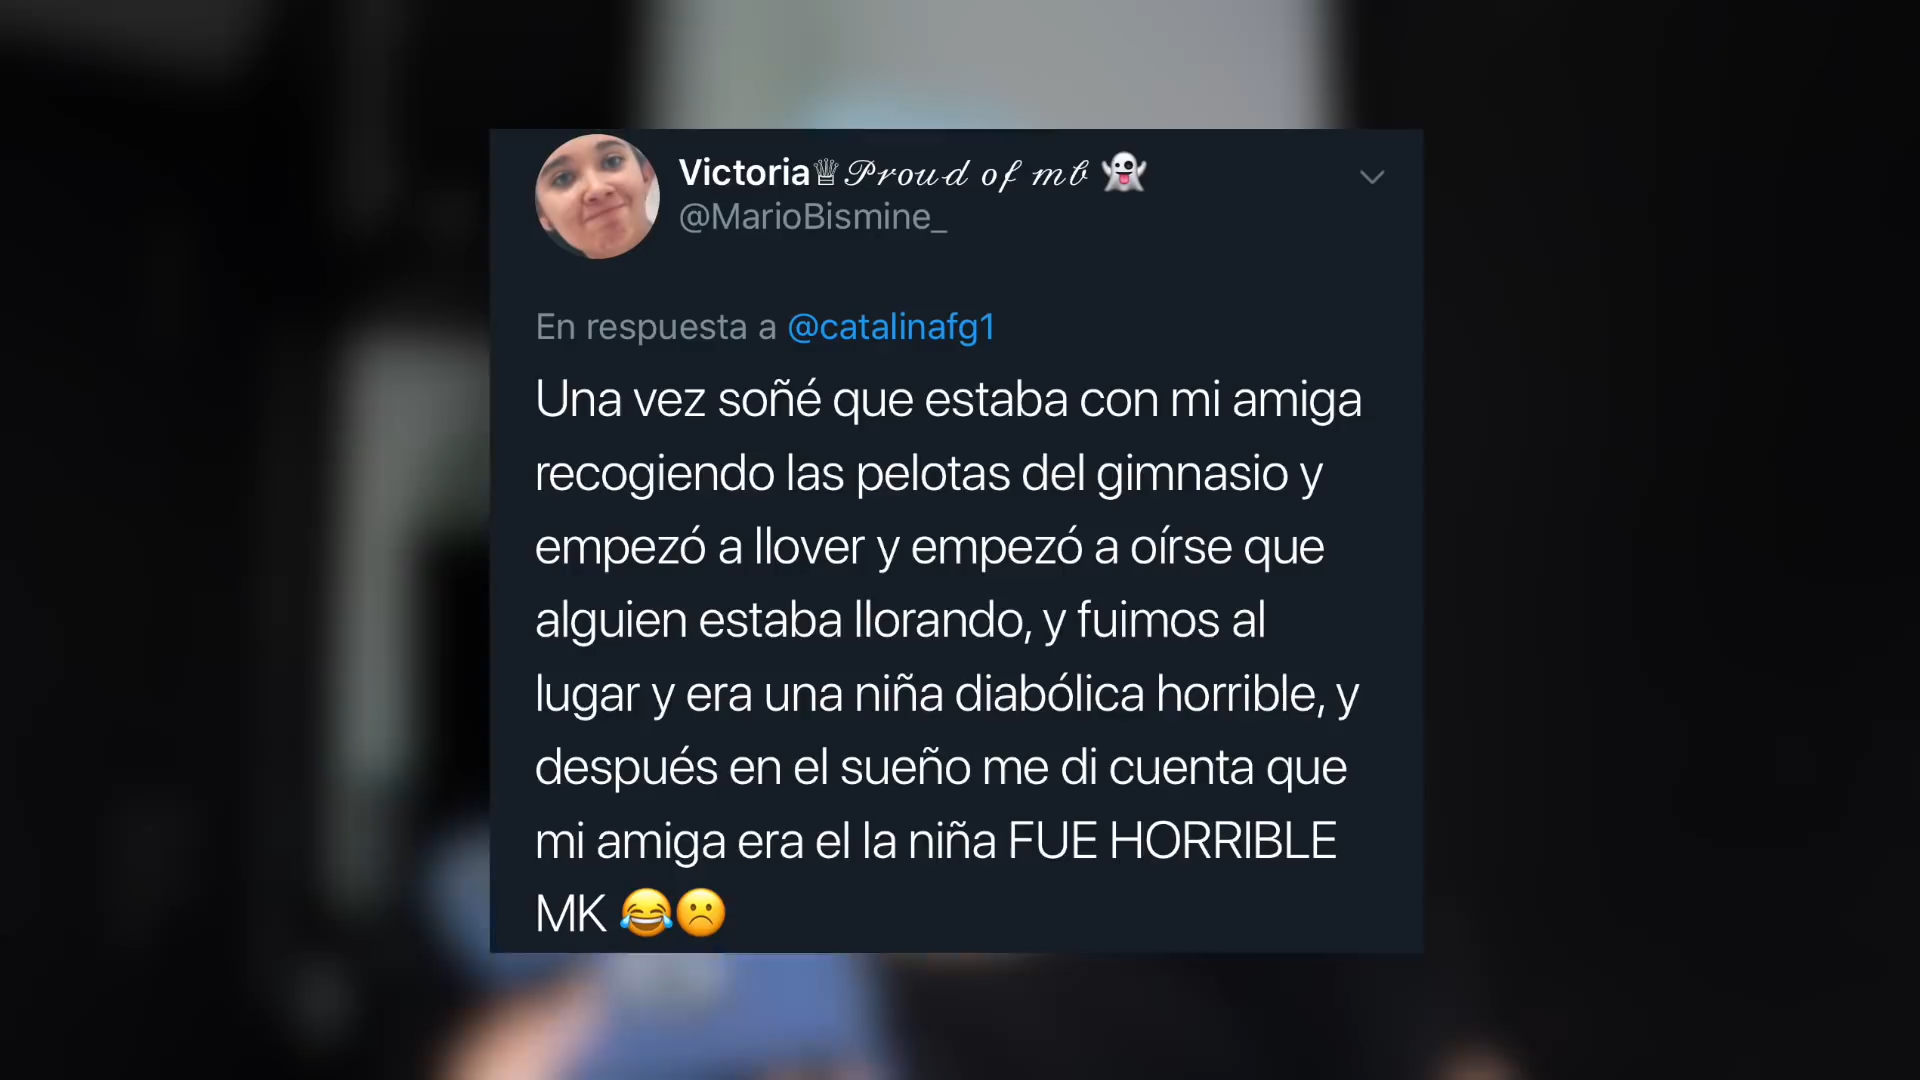 Victoria♕𝒫𝓇𝑜𝓊𝒹 𝑜𝒻 𝓂𝒷 👻
@MarioBismine_
En respuesta a @catalinafg1
Una vez soñé que estaba con mi amiga
recogiendo las pelotas del gimnasio y
empezó a llover y empezó a oírse que
alguien estaba llorando, y fuimos al
lugar y era una niña diabólica horrible, y
después en el sueño me di cuenta que
mi amiga era el la niña FUE HORRIBLE
MK 😂☹️